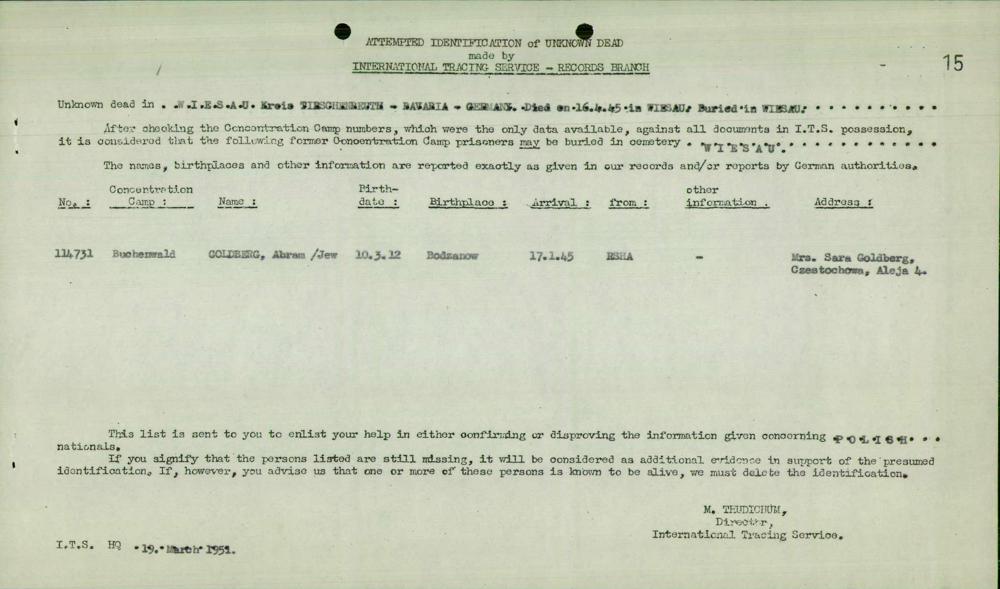 ATTEMPTED IDENTIFICATION of UNKNOWN DEAD
made by
INTERNATIONAL TRACING SERVICE - RECORDS BRANCH
15
Unknown dead in . .W.I.E.S.A.U. Kreis TIRSCHENREUTH - BAVARIA - GERMANY. .Died on .16.4.45 .in WIESAU. Buried in WIESAU. . . . . . . . . .
After checking the Concentration Camp numbers, which were the only data available, against all documents in I.T.S. possession,
it is considered that the following former Concentration Camp prisoners may be buried in cemetery . W.I.E.S.A.U. . . . . . . . . . . . .
The names, birthplaces and other information are reported exactly as given in our records and/or reports by German authorities.
No. : Concentration Camp : Name : Birth-date : Birthplace : Arrival : from : other information . Address :
114731 Buchenwald GOLDBERG, Abram /Jew 10.3.12 Bodzanow 17.1.45 RSHA - Mrs. Sara Goldberg,
Czestochowa, Aleja 4.
This list is sent to you to enlist your help in either confirming or disproving the information given concerning P.O.L.I.S.H. . .
nationals.
If you signify that the persons listed are still missing, it will be considered as additional evidence in support of the presumed
identification. If, however, you advise us that one or more of these persons is known to be alive, we must delete the identification.
M. THUDICHUM,
Director,
International Tracing Service.
I.T.S. HQ .19. March 1951.